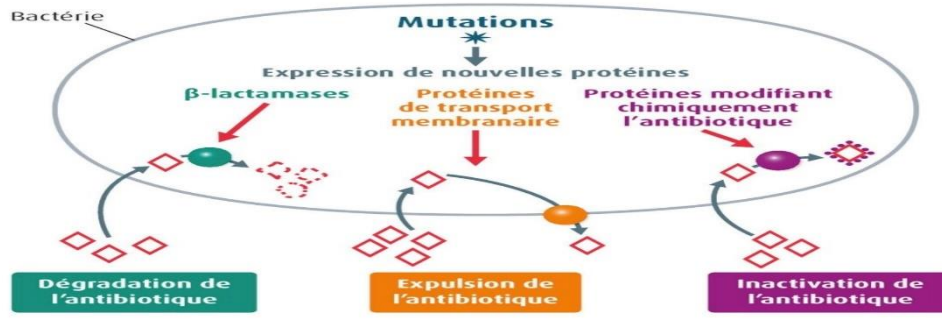 Bactérie
Mutations
Expression de nouvelles protéines
β-lactamases
Protéines
de transport
membranaire
Protéines modifiant
chimiquement
l'antibiotique
Dégradation de
l'antibiotique
Expulsion de
l'antibiotique
Inactivation de
l'antibiotique